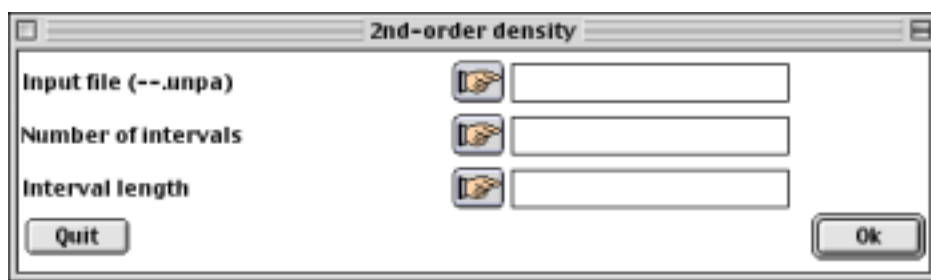 2nd-order density
Input file (--.unpa)
Number of intervals
Interval length
Quit
Ok